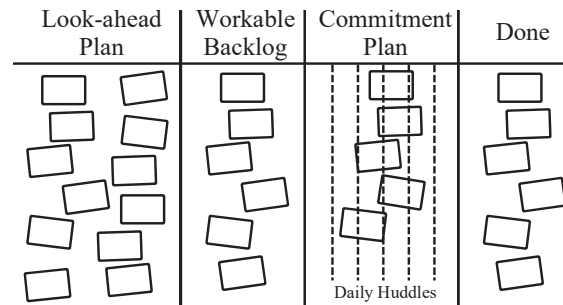 Look-ahead
Plan
Workable
Backlog
Commitment
Plan
Done
Daily Huddles